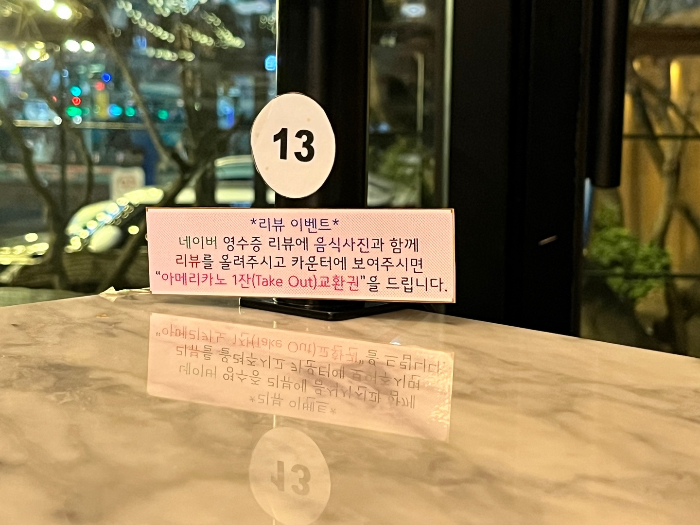 13
*리뷰 이벤트*
네이버 영수증 리뷰에 음식사진과 함께
리뷰를 올려주시고 카운터에 보여주시면
"아메리카노 1잔(Take Out)교환권"을 드립니다.